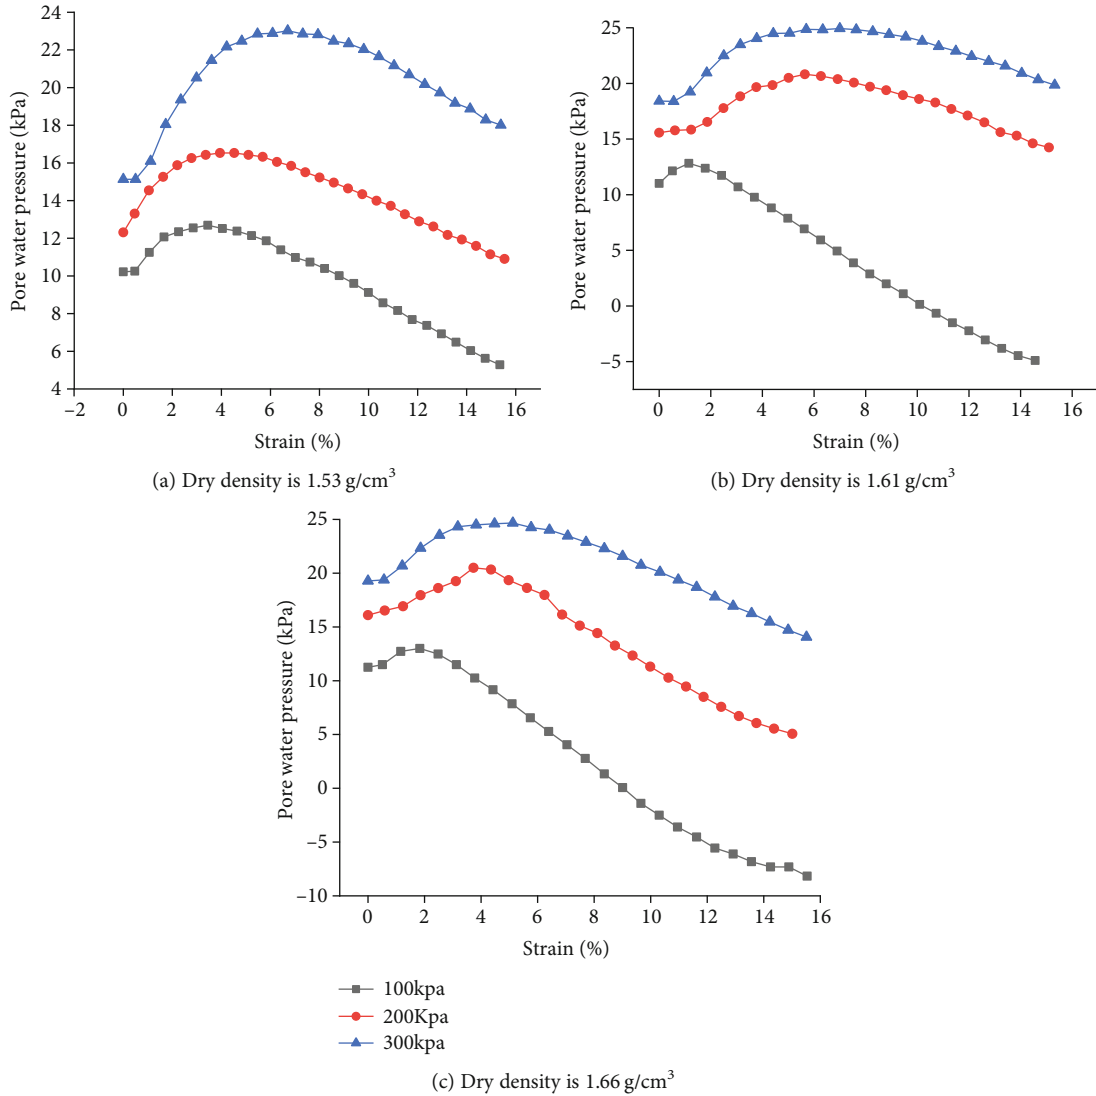 24
22
20
18
16
14
12
10
8
6
4
Pore water pressure (kPa)
−2 0 2 4 6 8 10 12 14 16
Strain (%)
(a) Dry density is 1.53 g/cm³
25
20
15
10
5
0
−5
Pore water pressure (kPa)
0 2 4 6 8 10 12 14 16
Strain (%)
(b) Dry density is 1.61 g/cm³
25
20
15
10
5
0
−5
−10
Pore water pressure (kPa)
0 2 4 6 8 10 12 14 16
Strain (%)
100kpa
200Kpa
300kpa
(c) Dry density is 1.66 g/cm³